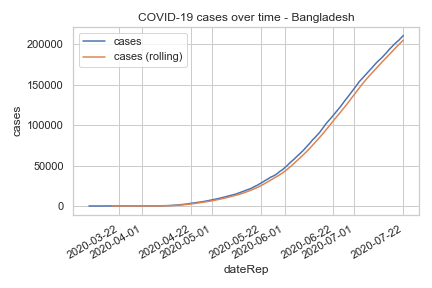 COVID-19 cases over time - Bangladesh
cases
cases (rolling)
200000
150000
100000
50000
0
cases
2020-03-22
2020-04-01
2020-04-22
2020-05-01
2020-05-22
2020-06-01
2020-06-22
2020-07-01
2020-07-22
dateRep